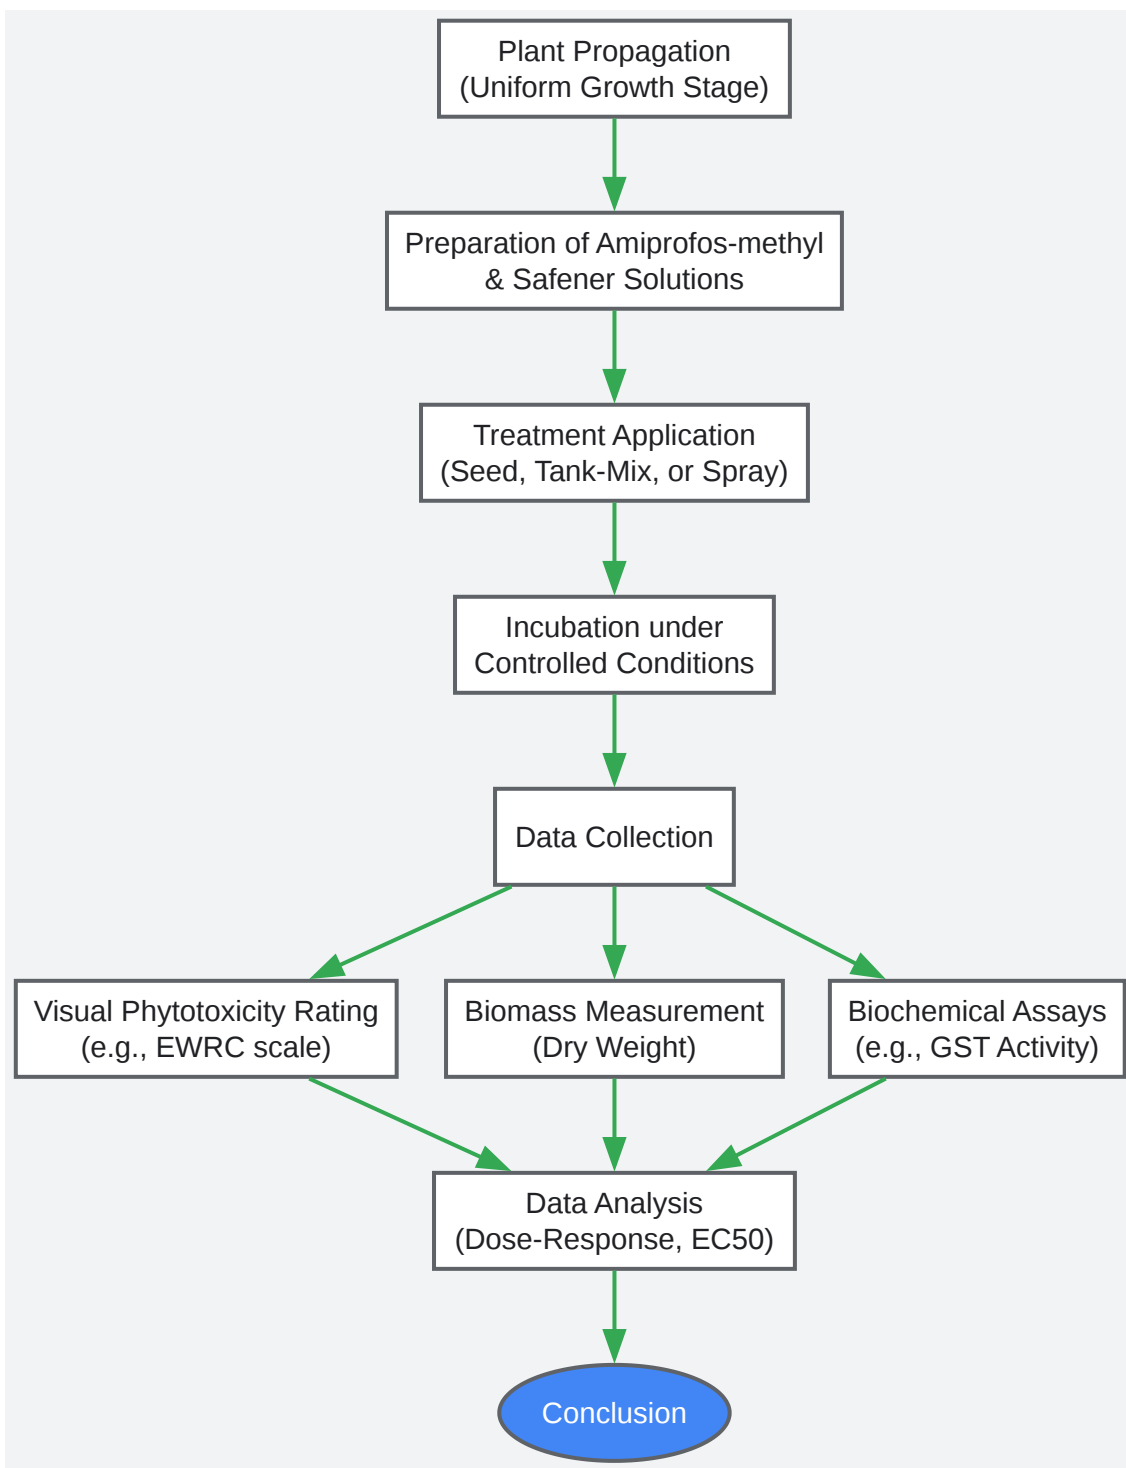 Plant Propagation
(Uniform Growth Stage)
Preparation of Amiprofos-methyl
& Safener Solutions
Treatment Application
(Seed, Tank-Mix, or Spray)
Incubation under
Controlled Conditions
Data Collection
Visual Phytotoxicity Rating
(e.g., EWRC scale)
Biomass Measurement
(Dry Weight)
Biochemical Assays
(e.g., GST Activity)
Data Analysis
(Dose-Response, EC50)
Conclusion